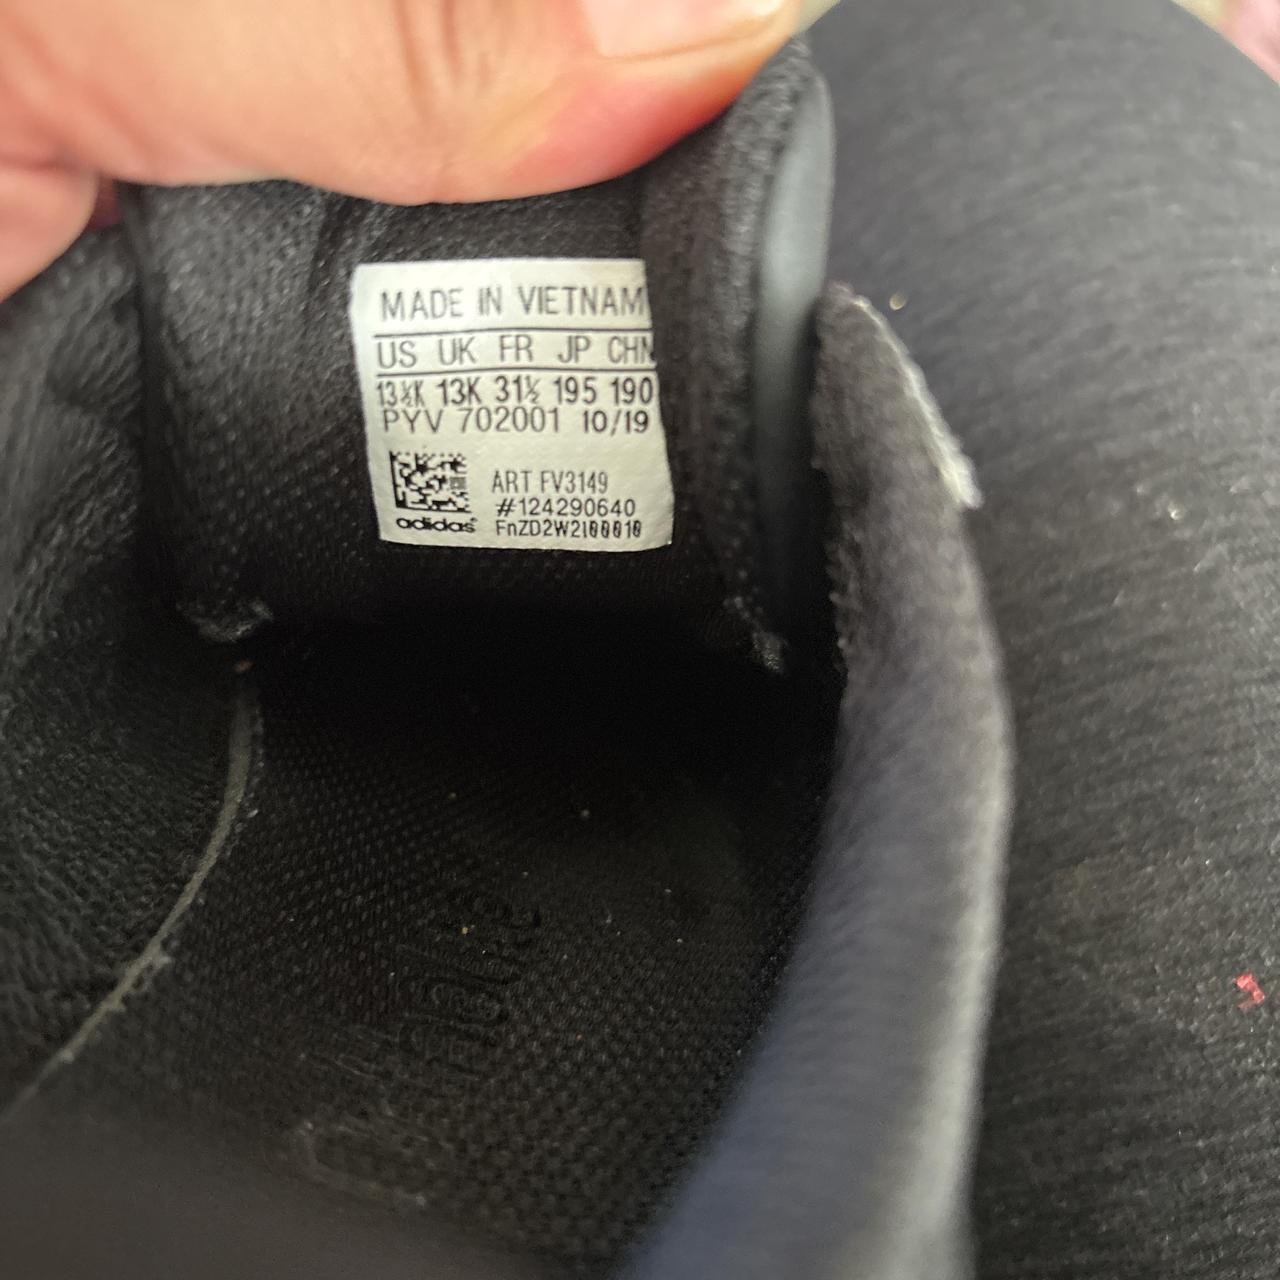 MADE IN VIETNAM
US UK FR JP CHN
13½K 13K 31½ 195 190
PYV 702001 10/19
ART FV3149
#124290640
adidas FnZD2W2l00010